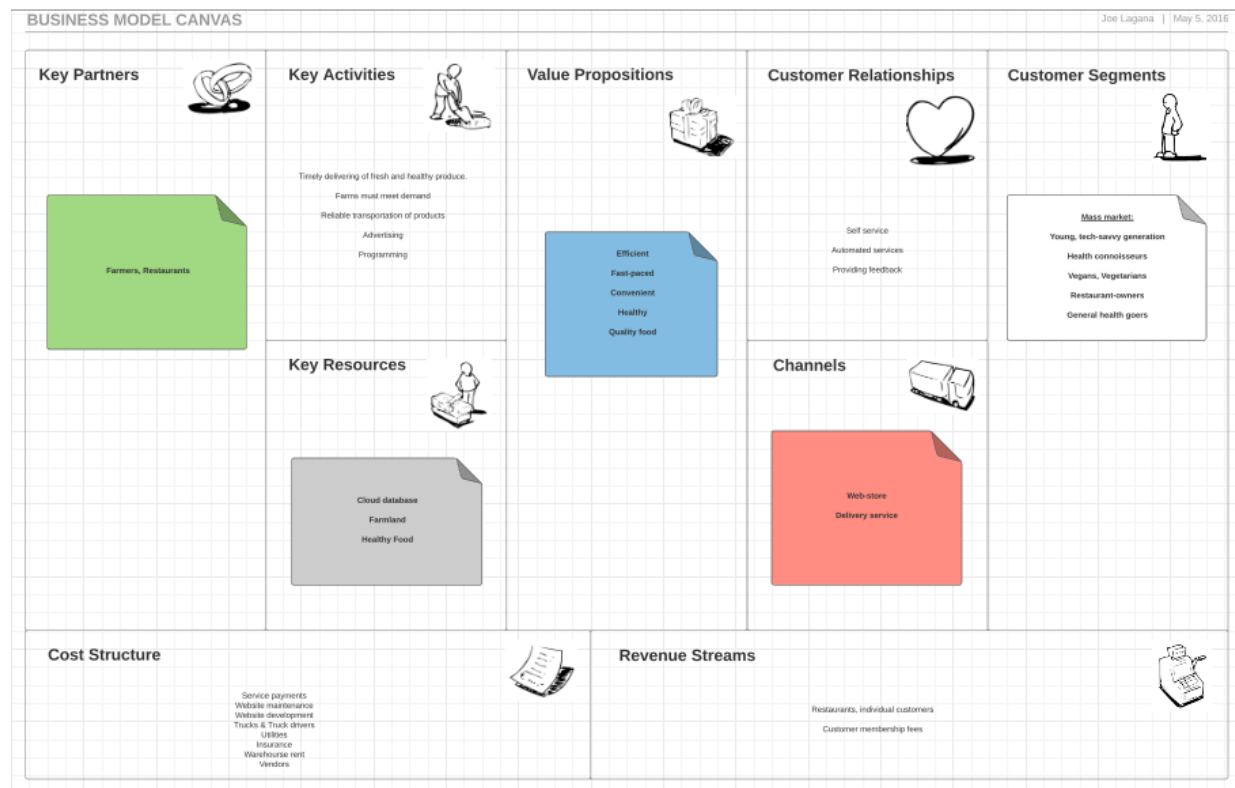 BUSINESS MODEL CANVAS
Joe Lagana | May 5, 2016
Key Partners
Farmers, Restaurants
Key Activities
Timely delivering of fresh and healthy produce.
Farms must meet demand
Reliable transportation of products
Advertising
Programming
Key Resources
Cloud database
Farmland
Healthy Food
Value Propositions
Efficient
Fast-paced
Convenient
Healthy
Quality food
Customer Relationships
Self service
Automated services
Providing feedback
Channels
Web-store
Delivery service
Customer Segments
Mass market:
Young, tech-savvy generation
Health connoisseurs
Vegans, Vegetarians
Restaurant-owners
General health goers
Cost Structure
Service payments
Website maintenance
Website development
Trucks & Truck drivers
Utilities
Insurance
Warehourse rent
Vendors
Revenue Streams
Restaurants, individual customers
Customer membership fees